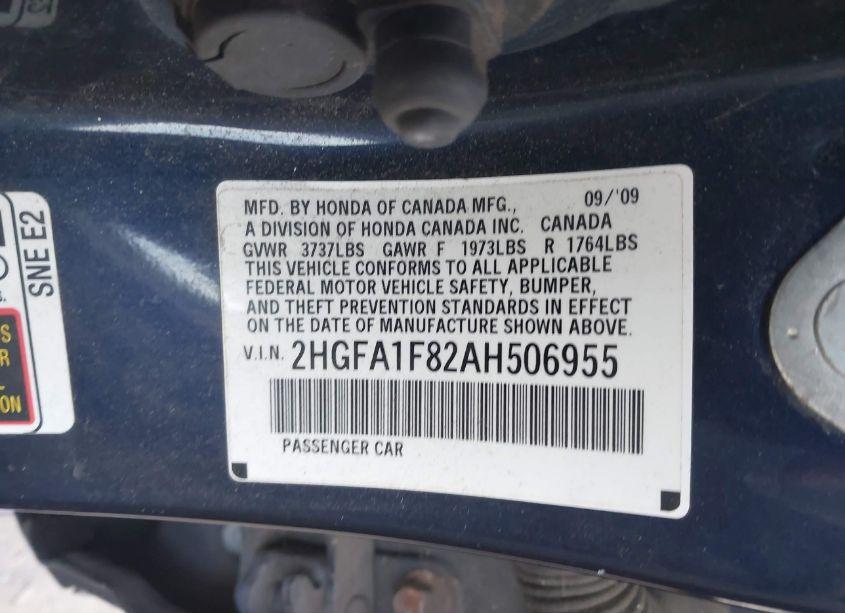 MFD. BY HONDA OF CANADA MFG., 09/'09
A DIVISION OF HONDA CANADA INC. CANADA
GVWR 3737LBS GAWR F 1973LBS R 1764LBS
THIS VEHICLE CONFORMS TO ALL APPLICABLE
FEDERAL MOTOR VEHICLE SAFETY, BUMPER,
AND THEFT PREVENTION STANDARDS IN EFFECT
ON THE DATE OF MANUFACTURE SHOWN ABOVE.
V.I.N. 2HGFA1F82AH506955
PASSENGER CAR
SNE E2